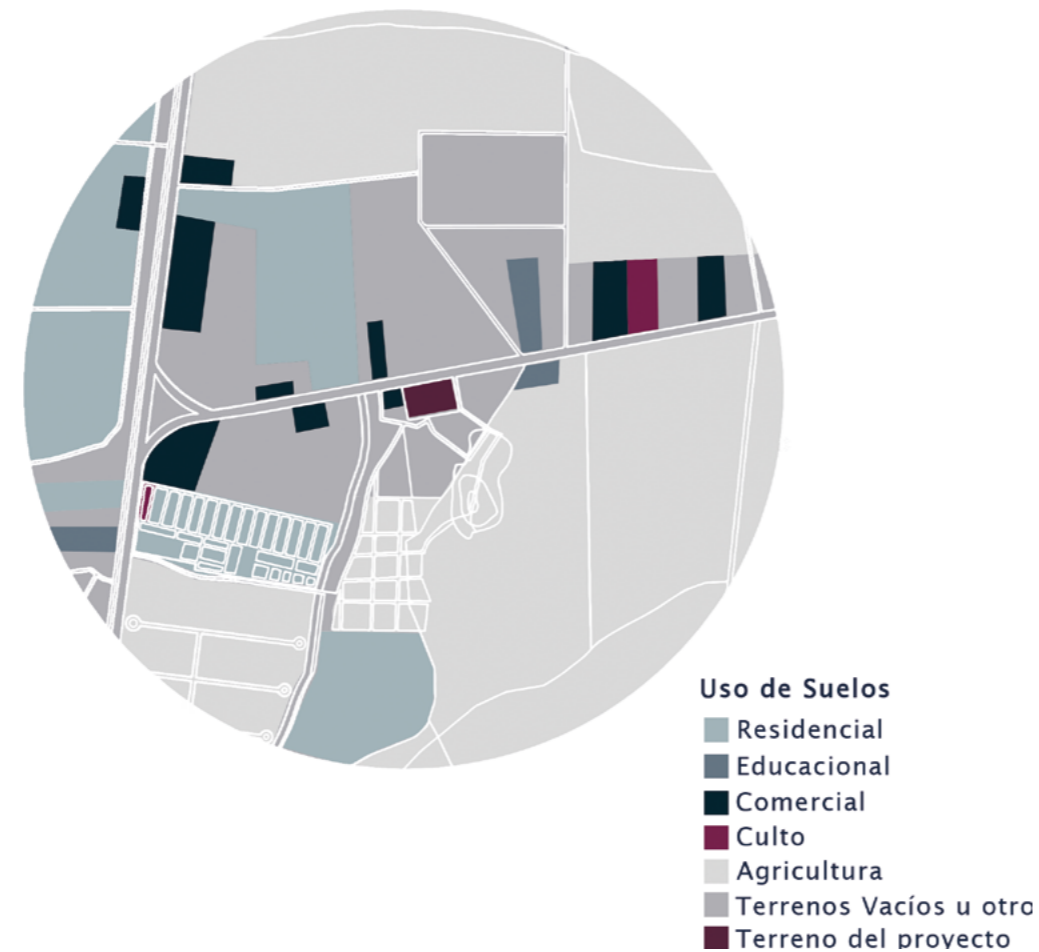 Uso de Suelos
Residencial
Educacional
Comercial
Culto
Agricultura
Terrenos Vacíos u otro
Terreno del proyecto